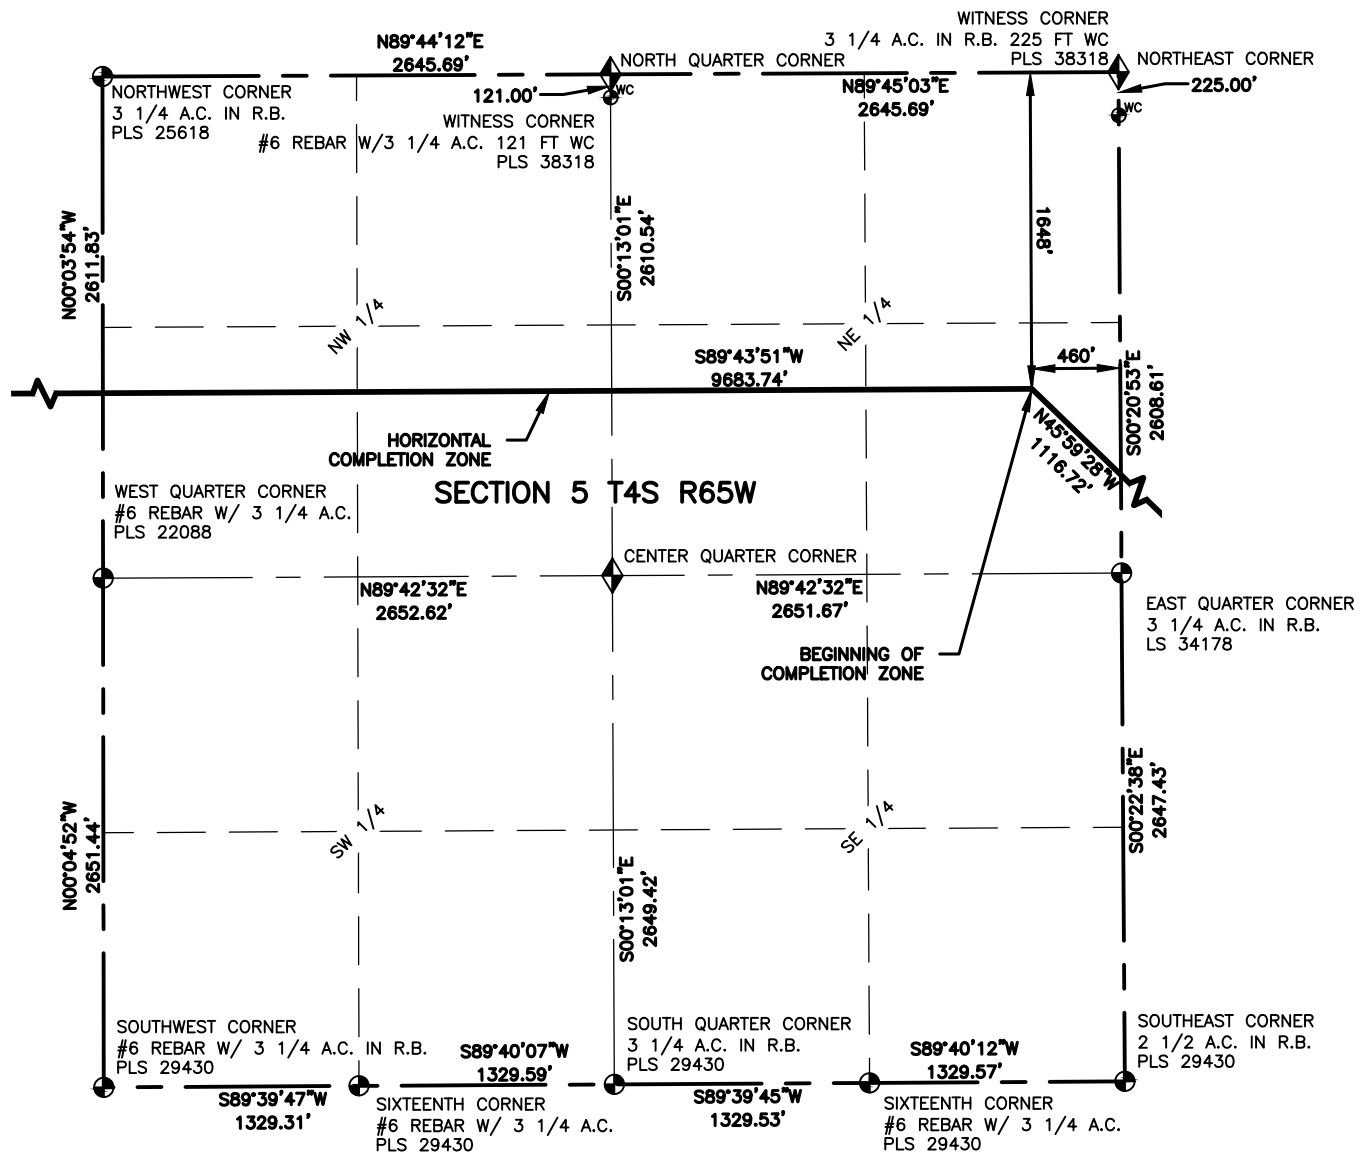 WITNESS CORNER
3 1/4 A.C. IN R.B. 225 FT WC
PLS 38318
N89°44'12"E
2645.69'
NORTH QUARTER CORNER
NORTHEAST CORNER
NORTHWEST CORNER
3 1/4 A.C. IN R.B.
PLS 25618
121.00'
WC
N89°45'03"E
2645.69'
225.00'
WC
WITNESS CORNER
#6 REBAR W/3 1/4 A.C. 121 FT WC
PLS 38318
N00°03'54"W
2611.83'
S00°13'01"E
2610.54'
1648'
NW 1/4
NE 1/4
S89°43'51"W
9683.74'
460'
S00°20'53"E
2608.61'
N45°59'28"W
1116.72'
HORIZONTAL
COMPLETION ZONE
SECTION 5 T4S R65W
WEST QUARTER CORNER
#6 REBAR W/ 3 1/4 A.C.
PLS 22088
CENTER QUARTER CORNER
N89°42'32"E
2652.62'
N89°42'32"E
2651.67'
EAST QUARTER CORNER
3 1/4 A.C. IN R.B.
LS 34178
BEGINNING OF
COMPLETION ZONE
N00°04'52"W
2651.44'
SW 1/4
S00°13'01"E
2649.42'
SE 1/4
S00°22'38"E
2647.43'
SOUTHWEST CORNER
#6 REBAR W/ 3 1/4 A.C. IN R.B.
PLS 29430
S89°40'07"W
1329.59'
SOUTH QUARTER CORNER
3 1/4 A.C. IN R.B.
PLS 29430
S89°40'12"W
1329.57'
SOUTHEAST CORNER
2 1/2 A.C. IN R.B.
PLS 29430
S89°39'47"W
1329.31'
SIXTEENTH CORNER
#6 REBAR W/ 3 1/4 A.C.
PLS 29430
S89°39'45"W
1329.53'
SIXTEENTH CORNER
#6 REBAR W/ 3 1/4 A.C.
PLS 29430